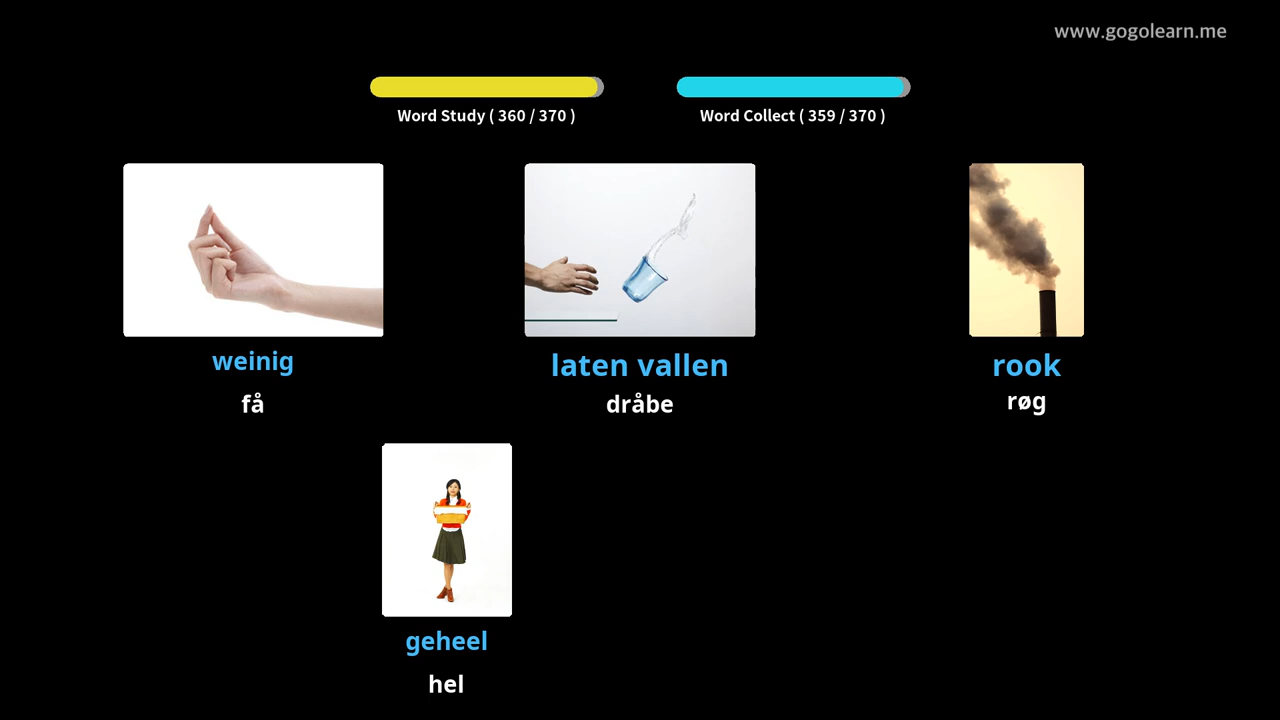 www.gogolearn.me
Word Study ( 360 / 370 )
Word Collect ( 359 / 370 )
weinig
få
laten vallen
dråbe
rook
røg
geheel
hel